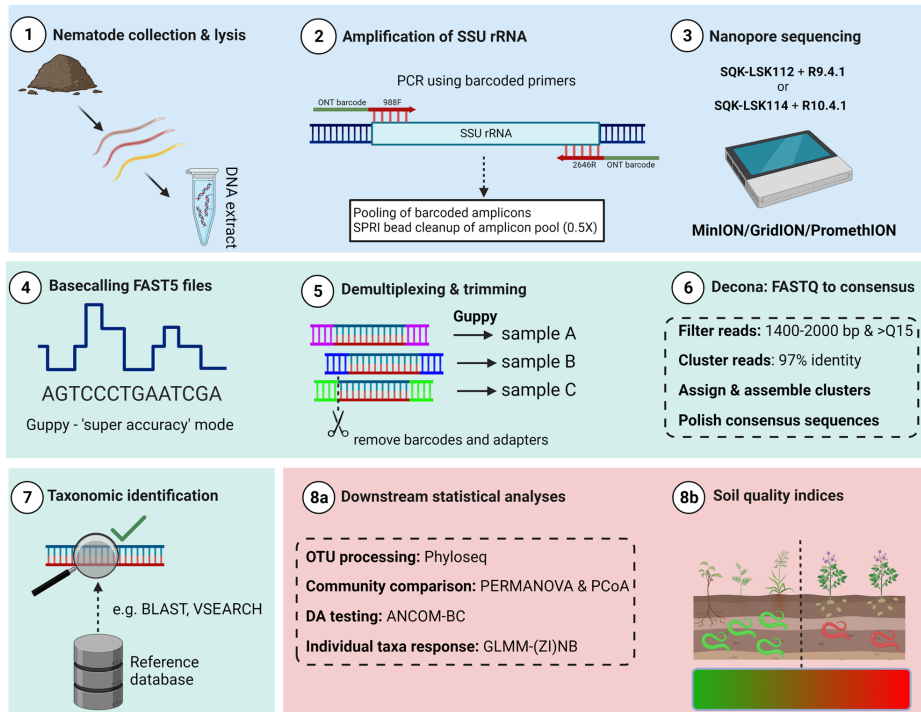 1 Nematode collection & lysis
DNA extract
2 Amplification of SSU rRNA
PCR using barcoded primers
ONT barcode 988F
SSU rRNA
2646R ONT barcode
Pooling of barcoded amplicons
SPRI bead cleanup of amplicon pool (0.5X)
3 Nanopore sequencing
SQK-LSK112 + R9.4.1
or
SQK-LSK114 + R10.4.1
MinION/GridION/PromethION
4 Basecalling FAST5 files
AGTCCCTGAATCGA
Guppy - 'super accuracy' mode
5 Demultiplexing & trimming
Guppy
sample A
sample B
sample C
remove barcodes and adapters
6 Decona: FASTQ to consensus
Filter reads: 1400-2000 bp & >Q15
Cluster reads: 97% identity
Assign & assemble clusters
Polish consensus sequences
7 Taxonomic identification
e.g. BLAST, VSEARCH
Reference
database
8a Downstream statistical analyses
OTU processing: Phyloseq
Community comparison: PERMANOVA & PCoA
DA testing: ANCOM-BC
Individual taxa response: GLMM-(ZI)NB
8b Soil quality indices